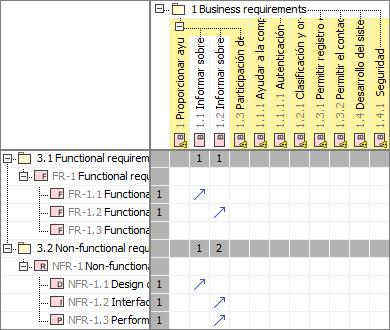 1 Business requirements
1 Proporcionar ayu
1.1 Informar sobre
1.2 Informar sobre
1.3 Participación de
1.1.1 Ayudar a la comp
1.1.1.1 Autenticación
1.2.1 Clasificación y or
1.3.1 Permitir registro
1.3.2 Permitir el contac
1.4 Desarrollo del siste
1.4.1 Seguridad
3.1 Functional requirem 1 1
FR-1 Functional requ
FR-1.1 Functiona 1
FR-1.2 Functiona 1
FR-1.3 Functiona
3.2 Non-functional requ 1 2
NFR-1 Non-functiona
NFR-1.1 Design c 1
NFR-1.2 Interfac 1
NFR-1.3 Perform 1